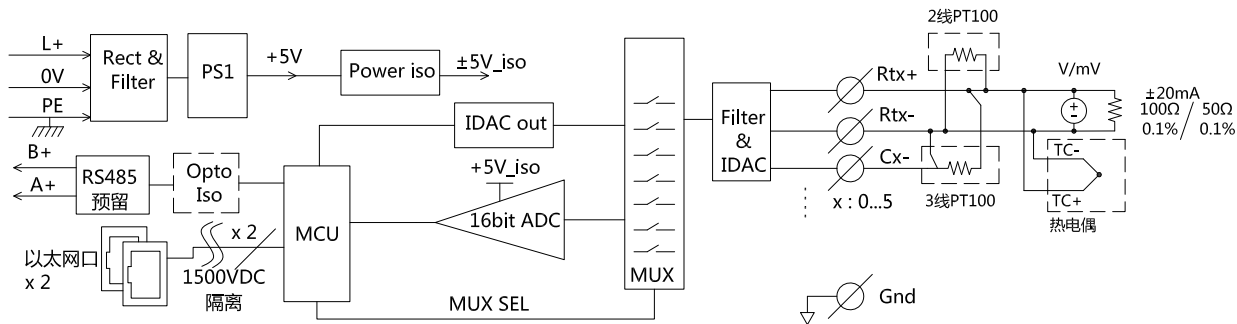 L+
0V
PE
Rect &
Filter
PS1
+5V
Power iso
±5V_iso
B+
A+
RS485
预留
Opto
Iso
以太网口
x 2
x 2
1500VDC
隔离
MCU
IDAC out
+5V_iso
16bit ADC
MUX SEL
MUX
Filter
&
IDAC
Rtx+
Rtx-
Cx-
x : 0...5
2线PT100
3线PT100
V/mV
±20mA
100Ω / 50Ω
0.1% 0.1%
TC-
TC+
热电偶
Gnd